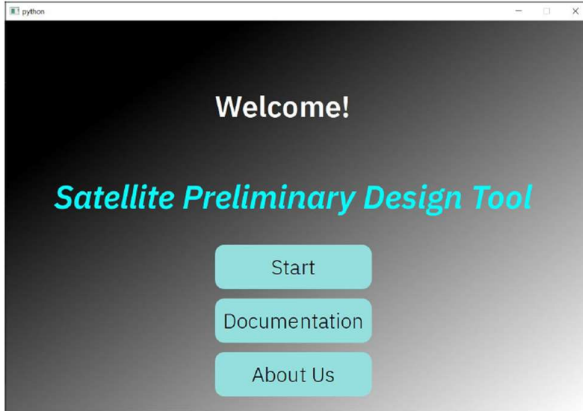 python
Welcome!
Satellite Preliminary Design Tool
Start
Documentation
About Us